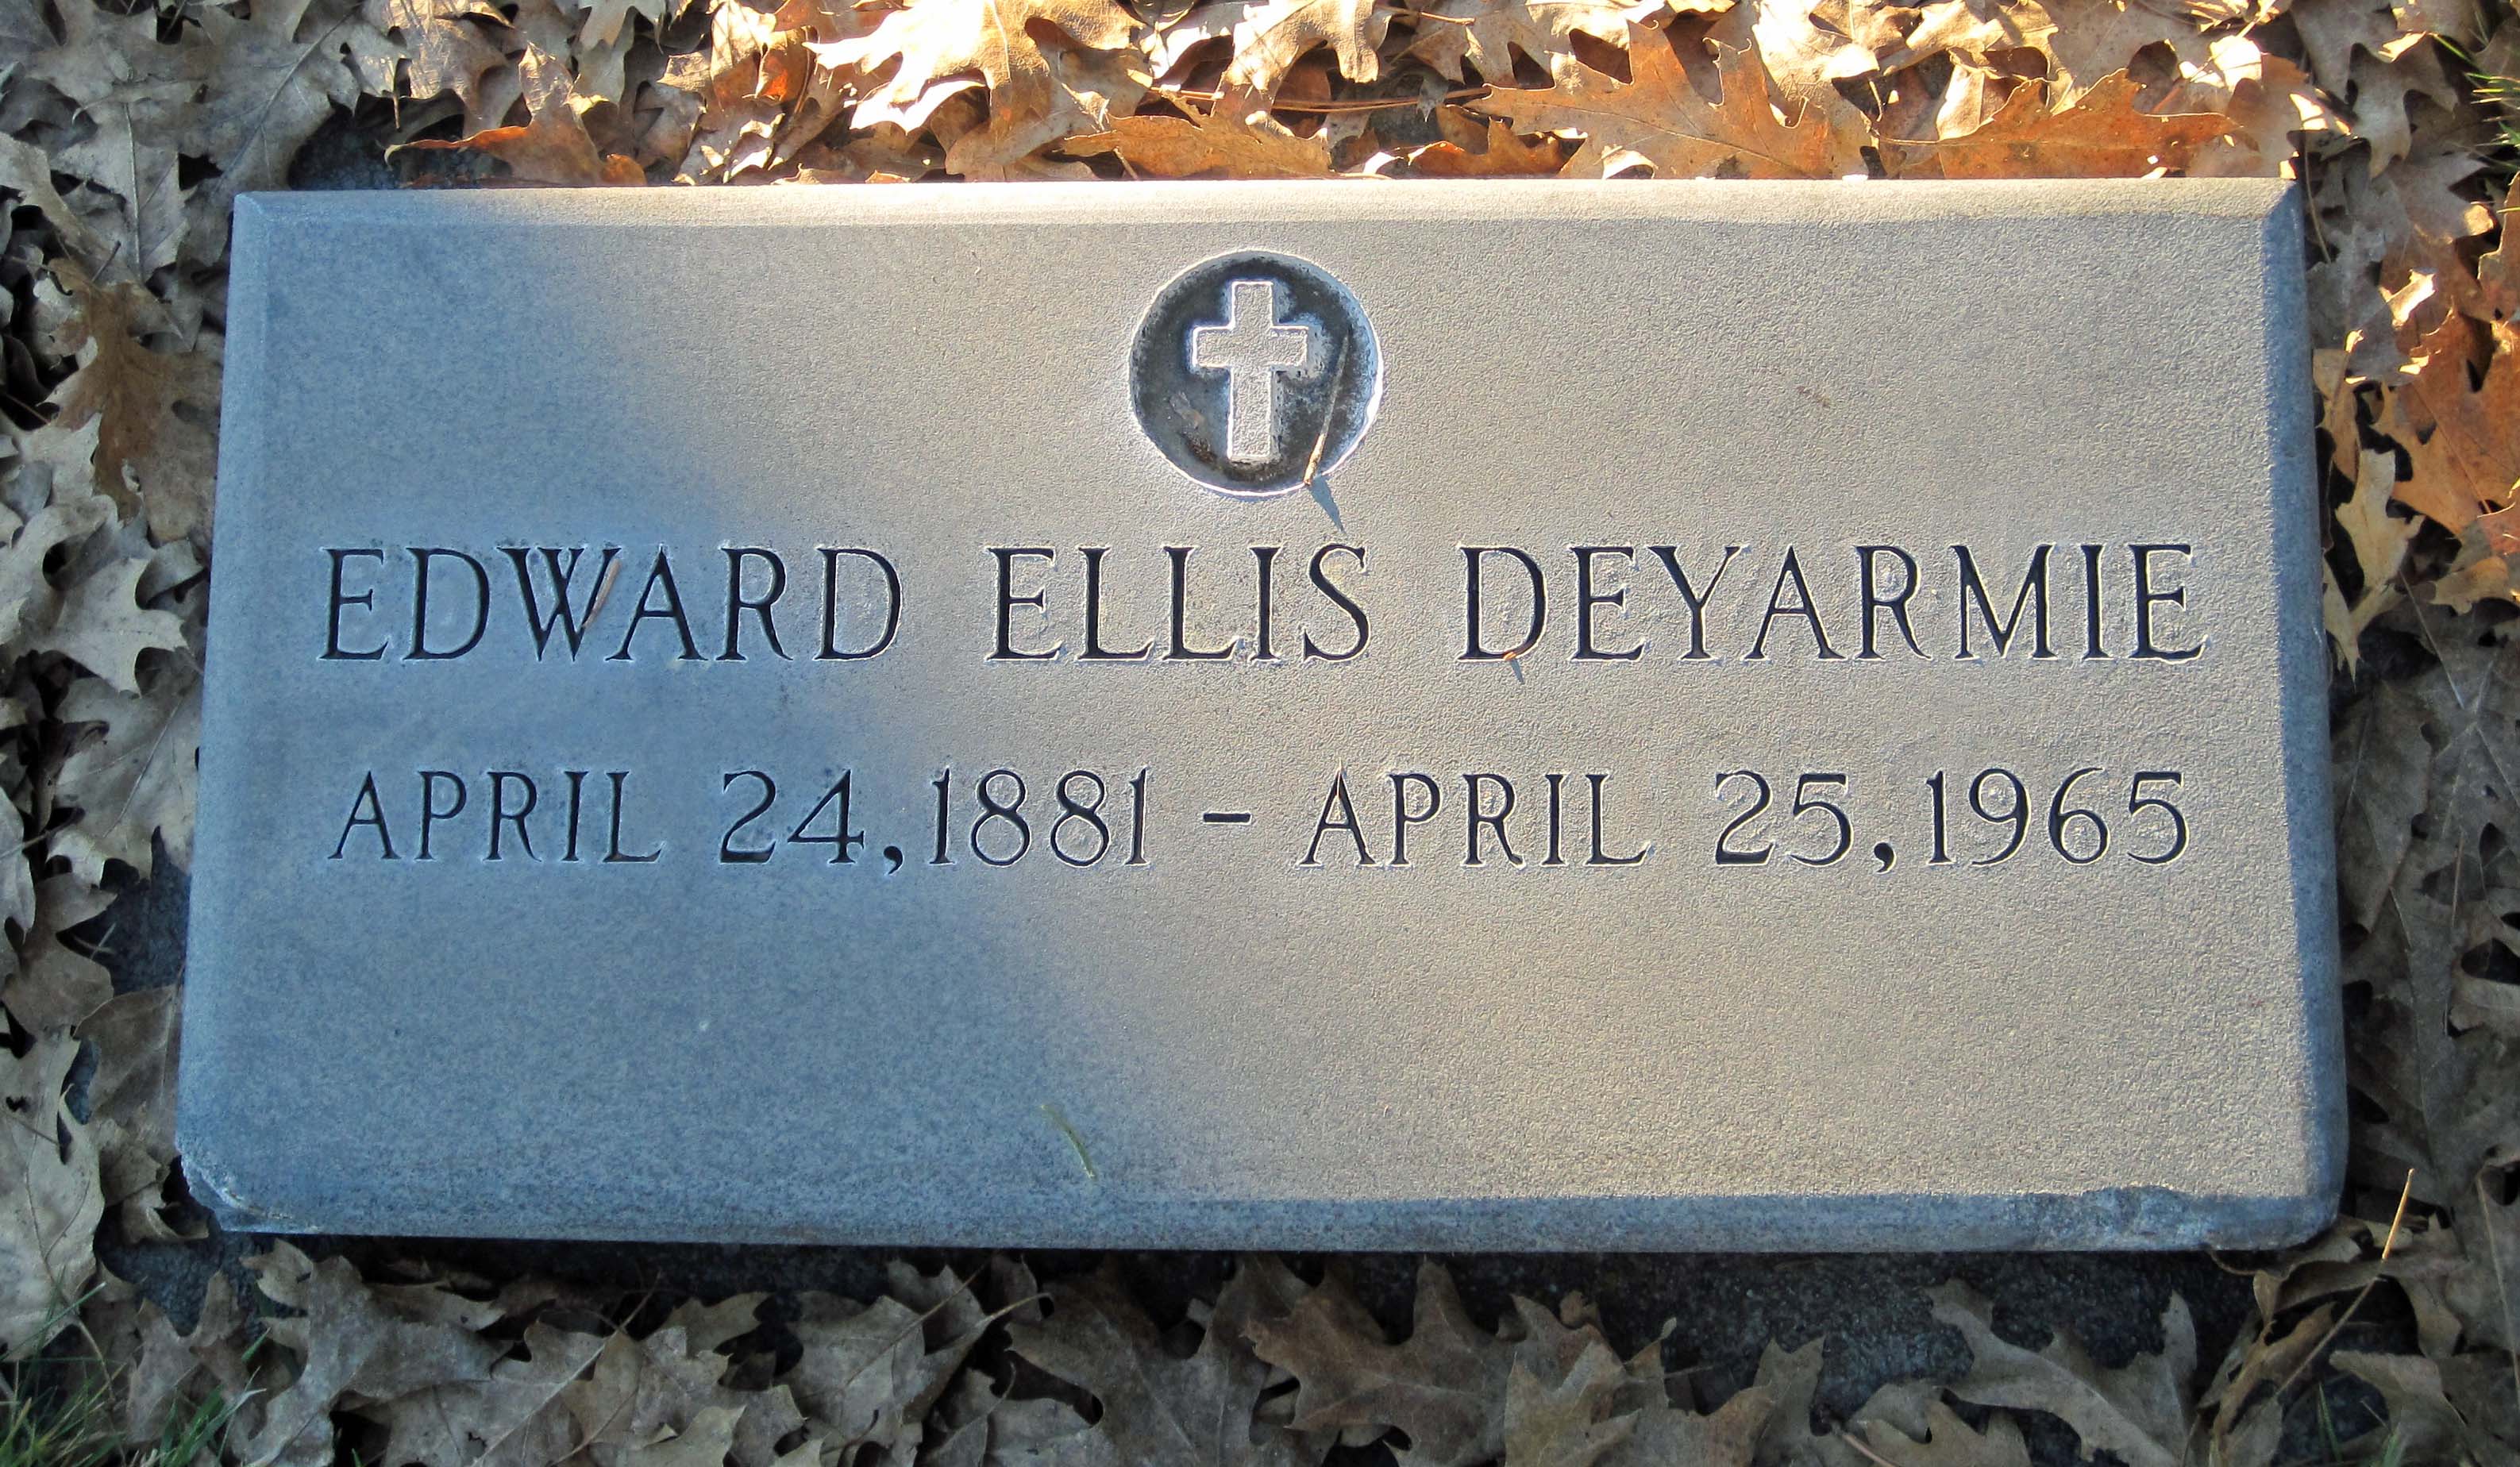 EDWARD ELLIS DEYARMIE
APRIL 24, 1881 – APRIL 25, 1965